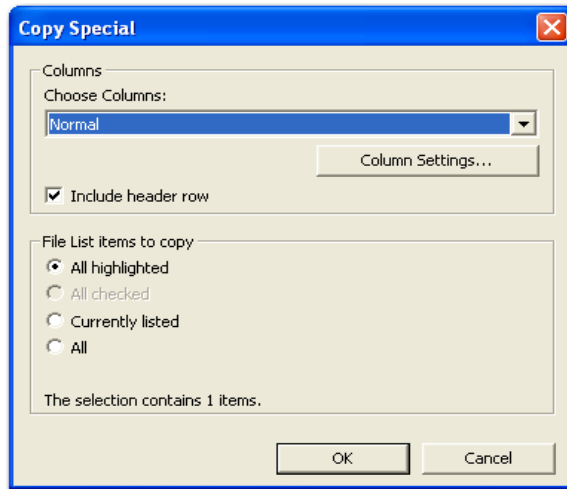 Copy Special
Columns
Choose Columns:
Normal
Column Settings...
Include header row
File List items to copy
All highlighted
All checked
Currently listed
All
The selection contains 1 items.
OK
Cancel